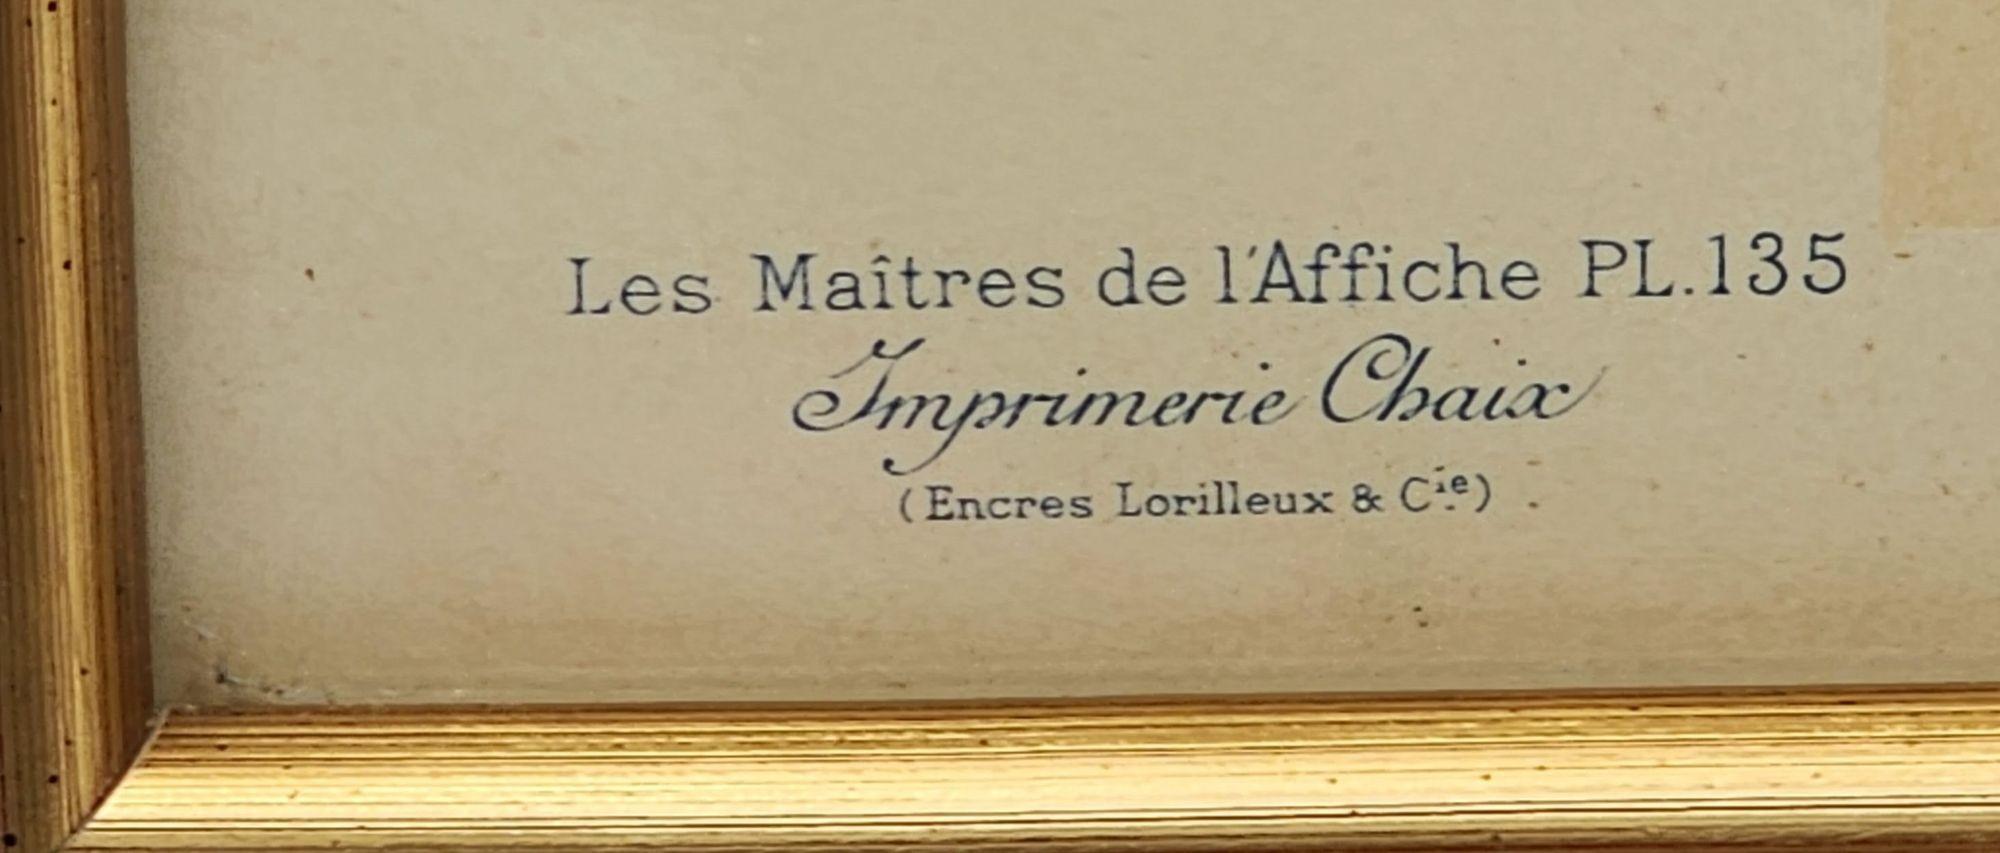 Les Maîtres de l'Affiche PL.135
Imprimerie Chaix
(Encres Lorilleux & Cie)